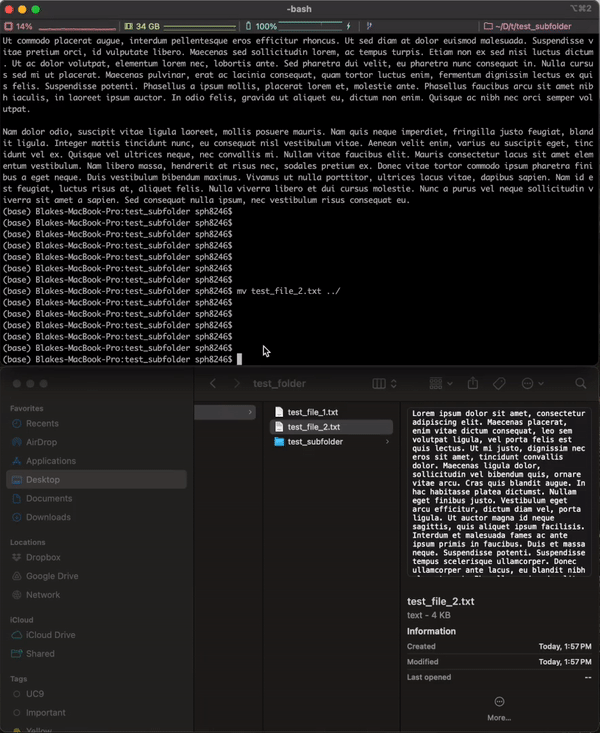 -bash
⌥⌘2
14%
34 GB
100%
~/D/t/test_subfolder
Ut commodo placerat augue, interdum pellentesque eros efficitur rhoncus. Ut sed diam at dolor euismod malesuada. Suspendisse v
itae pretium orci, id vulputate libero. Maecenas sed sollicitudin lorem, ac tempus turpis. Etiam non ex sed nisi luctus dictum
. Ut ac dolor volutpat, elementum lorem nec, lobortis ante. Sed pharetra dui velit, eu pharetra nunc consequat in. Nulla cursu
s sed mi ut placerat. Maecenas pulvinar, erat ac lacinia consequat, quam tortor luctus enim, fermentum dignissim lectus ex qui
s felis. Suspendisse potenti. Phasellus a ipsum mollis, placerat lorem et, molestie ante. Phasellus faucibus arcu sit amet nib
h iaculis, in laoreet ipsum auctor. In odio felis, gravida ut aliquet eu, dictum non enim. Quisque ac nibh nec orci semper vol
utpat.
Nam dolor odio, suscipit vitae ligula laoreet, mollis posuere mauris. Nam quis neque imperdiet, fringilla justo feugiat, bland
it ligula. Integer mattis tincidunt nunc, eu consequat nisl vestibulum vitae. Aenean velit enim, varius eu suscipit eget, tinc
idunt vel ex. Quisque vel ultrices neque, nec convallis mi. Nullam vitae faucibus elit. Mauris consectetur lacus sit amet elem
entum vestibulum. Nam libero massa, hendrerit at risus nec, sodales pretium ex. Donec vitae tortor commodo ipsum pharetra fini
bus a eget neque. Duis vestibulum bibendum maximus. Vivamus ut nulla porttitor, ultrices lacus vitae, dapibus sapien. Nam id e
st feugiat, luctus risus at, aliquet felis. Nulla viverra libero et dui cursus molestie. Nunc a purus vel neque sollicitudin v
iverra sit amet a sapien. Sed consequat nulla ipsum, nec vestibulum risus consequat eu.
(base) Blakes-MacBook-Pro:test_subfolder sph8246$
(base) Blakes-MacBook-Pro:test_subfolder sph8246$
(base) Blakes-MacBook-Pro:test_subfolder sph8246$
(base) Blakes-MacBook-Pro:test_subfolder sph8246$
(base) Blakes-MacBook-Pro:test_subfolder sph8246$
(base) Blakes-MacBook-Pro:test_subfolder sph8246$
(base) Blakes-MacBook-Pro:test_subfolder sph8246$
(base) Blakes-MacBook-Pro:test_subfolder sph8246$ mv test_file_2.txt ../
(base) Blakes-MacBook-Pro:test_subfolder sph8246$
(base) Blakes-MacBook-Pro:test_subfolder sph8246$
(base) Blakes-MacBook-Pro:test_subfolder sph8246$
(base) Blakes-MacBook-Pro:test_subfolder sph8246$
(base) Blakes-MacBook-Pro:test_subfolder sph8246$
(base) Blakes-MacBook-Pro:test_subfolder sph8246$
test_folder
Favorites
Recents
AirDrop
Applications
Desktop
Documents
Downloads
Locations
Dropbox
Google Drive
Network
iCloud
iCloud Drive
Shared
Tags
UC9
Important
Yellow
test_file_1.txt
test_file_2.txt
test_subfolder
Lorem ipsum dolor sit amet, consectetur
adipiscing elit. Maecenas placerat,
enim vitae dictum consequat, leo sem
volutpat ligula, vel porta felis est
quis lectus. Ut mi justo, dignissim nec
eros sit amet, tincidunt convallis
dolor. Maecenas ligula dolor,
sollicitudin vel bibendum quis, ornare
vitae arcu. Cras quis blandit augue. In
hac habitasse platea dictumst. Nullam
eget finibus justo. Vestibulum eget
arcu efficitur, dictum diam vel, porta
ligula. Ut auctor magna id neque
sagittis, quis aliquet ipsum facilisis.
Interdum et malesuada fames ac ante
ipsum primis in faucibus. Duis et massa
neque. Suspendisse potenti. Suspendisse
tempus scelerisque ullamcorper. Donec
ullamcorper ante lacus, eu blandit nibh
test_file_2.txt
text - 4 KB
Information
Created Today, 1:57 PM
Modified Today, 1:57 PM
Last opened --
More...